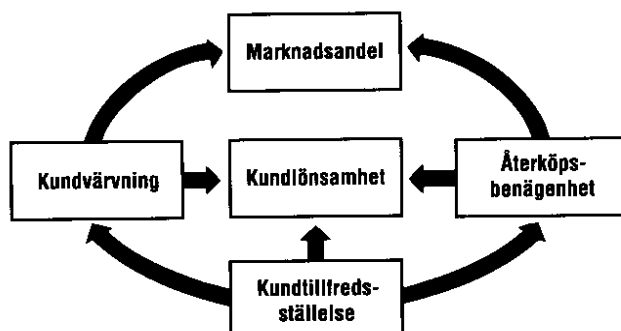 Marknadsandel
Kundvärvning
Kundlönsamhet
Återköps-
benägenhet
Kundtillfreds-
ställelse